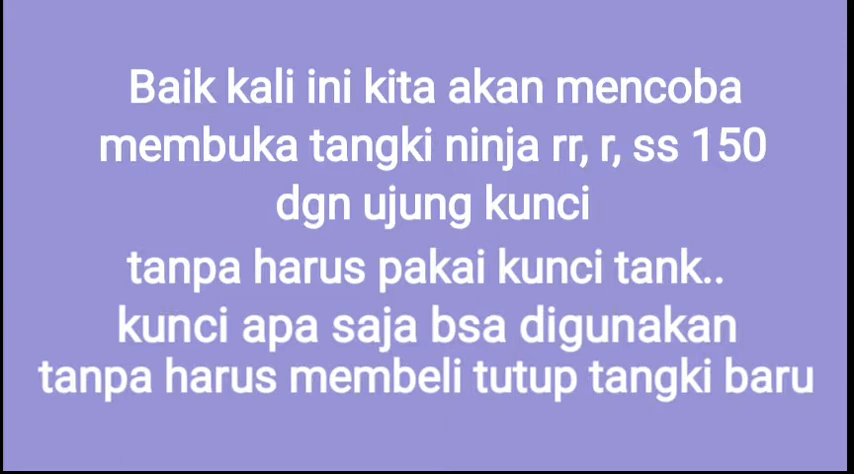 Baik kali ini kita akan mencoba
membuka tangki ninja rr, r, ss 150
dgn ujung kunci
tanpa harus pakai kunci tank..
kunci apa saja bsa digunakan
tanpa harus membeli tutup tangki baru